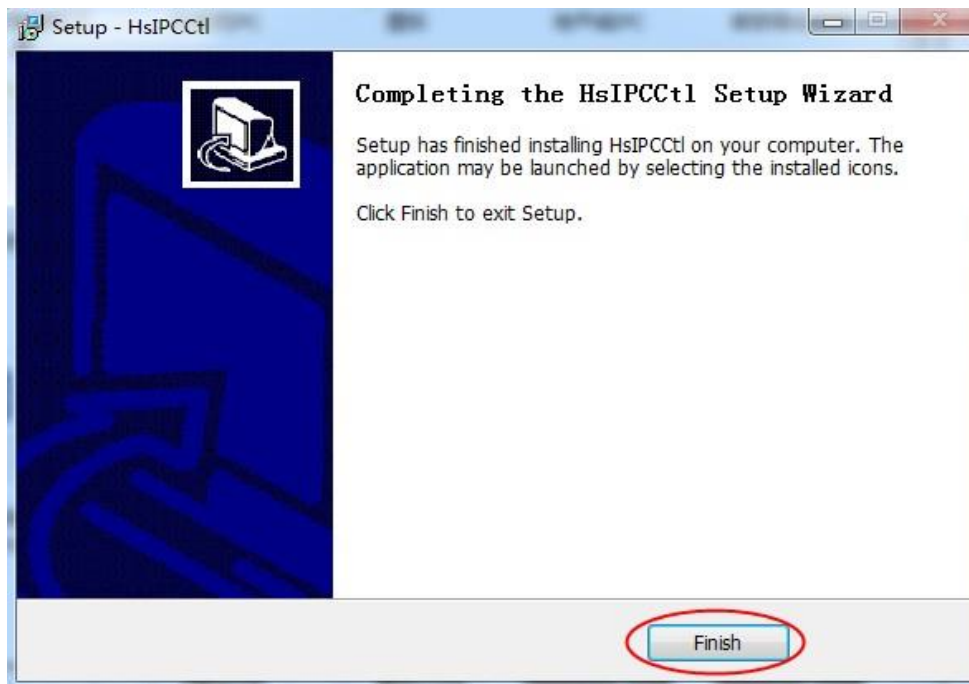 Setup - HsIPCCtl
Completing the HsIPCCtl Setup Wizard
Setup has finished installing HsIPCCtl on your computer. The
application may be launched by selecting the installed icons.
Click Finish to exit Setup.
Finish